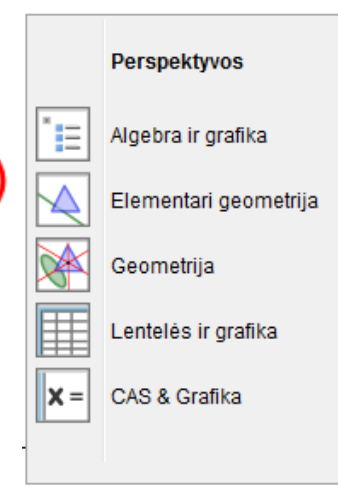 Perspektyvos
Algebra ir grafika
Elementari geometrija
Geometrija
Lentelės ir grafika
X =
CAS & Grafika